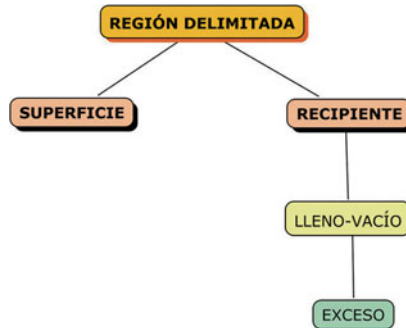 REGIÓN DELIMITADA
SUPERFICIE
RECIPIENTE
LLENO-VACÍO
EXCESO